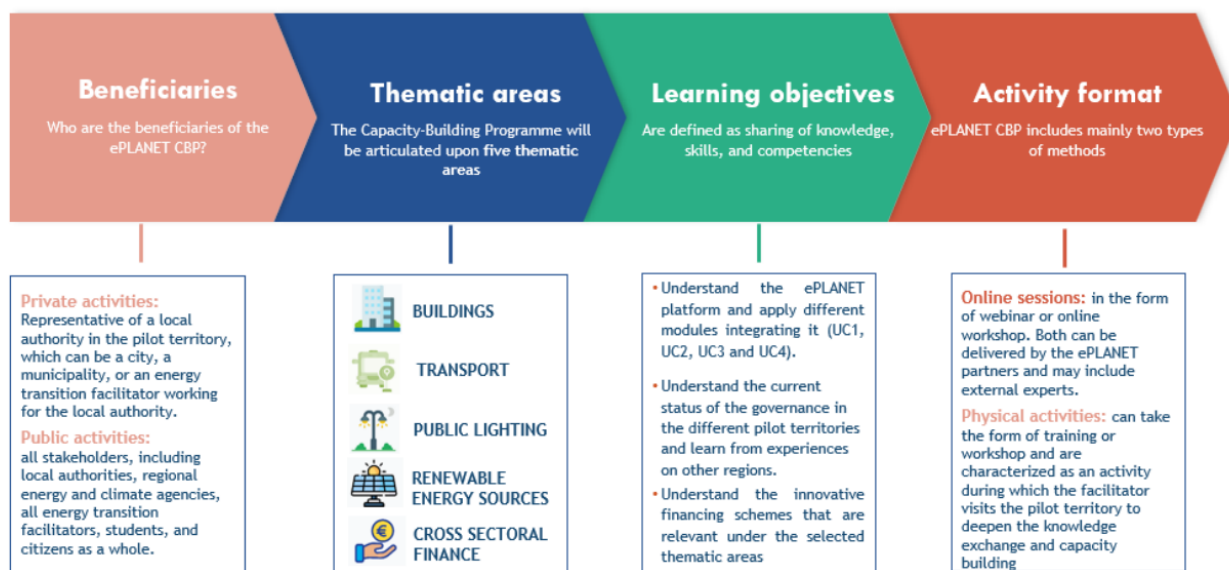 Beneficiaries
Who are the beneficiaries of the
ePLANET CBP?
Thematic areas
The Capacity-Building Programme will
be articulated upon five thematic
areas
Learning objectives
Are defined as sharing of knowledge,
skills, and competencies
Activity format
ePLANET CBP includes mainly two types
of methods
Private activities:
Representative of a local
authority in the pilot territory,
which can be a city, a
municipality, or an energy
transition facilitator working
for the local authority.
Public activities:
all stakeholders, including
local authorities, regional
energy and climate agencies,
all energy transition
facilitators, students, and
citizens as a whole.
BUILDINGS
TRANSPORT
PUBLIC LIGHTING
RENEWABLE
ENERGY SOURCES
CROSS SECTORAL
FINANCE
• Understand the ePLANET
platform and apply different
modules integrating it (UC1,
UC2, UC3 and UC4).
• Understand the current
status of the governance in
the different pilot territories
and learn from experiences
on other regions.
• Understand the innovative
financing schemes that are
relevant under the selected
thematic areas
Online sessions: in the form
of webinar or online
workshop. Both can be
delivered by the ePLANET
partners and may include
external experts.
Physical activities: can take
the form of training or
workshop and are
characterized as an activity
during which the facilitator
visits the pilot territory to
deepen the knowledge
exchange and capacity
building